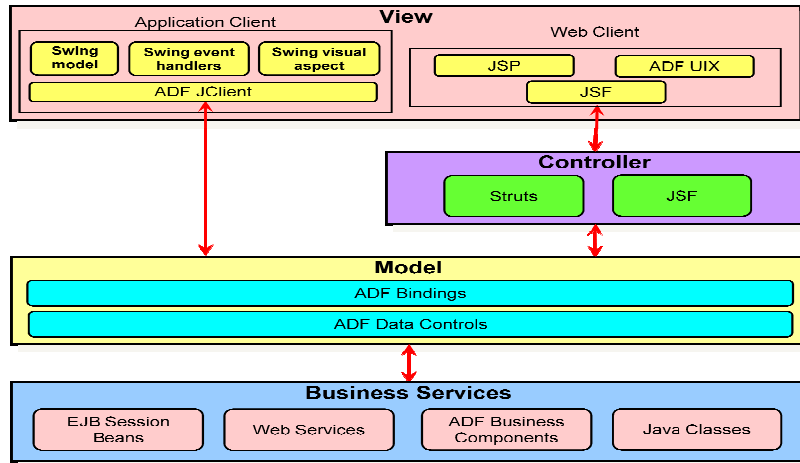 View
Application Client
Web Client
Swing
model
Swing event
handlers
Swing visual
aspect
ADF JClient
JSP
ADF UIX
JSF
Controller
Struts
JSF
Model
ADF Bindings
ADF Data Controls
Business Services
EJB Session
Beans
Web Services
ADF Business
Components
Java Classes